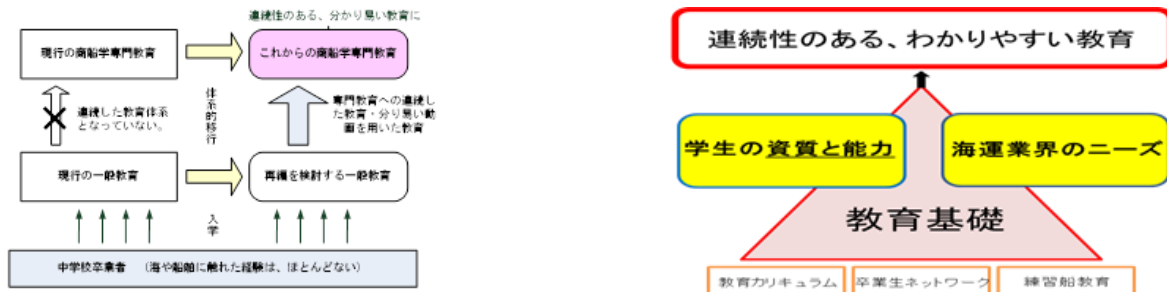 連続性のある、分かり易い教育に
現行の商船学専門教育
これからの商船学専門教育
連続した教育体系
となっていない。
体系的移行
専門教育への連続し
た教育・分り易い動
画を用いた教育
現行の一般教育
再編を検討する一般教育
入学
中学校卒業者 (海や船舶に触れた経験は、ほとんどない)
連続性のある、わかりやすい教育
学生の資質と能力
海運業界のニーズ
教育基礎
教育カリキュラム
卒業生ネットワーク
練習船教育